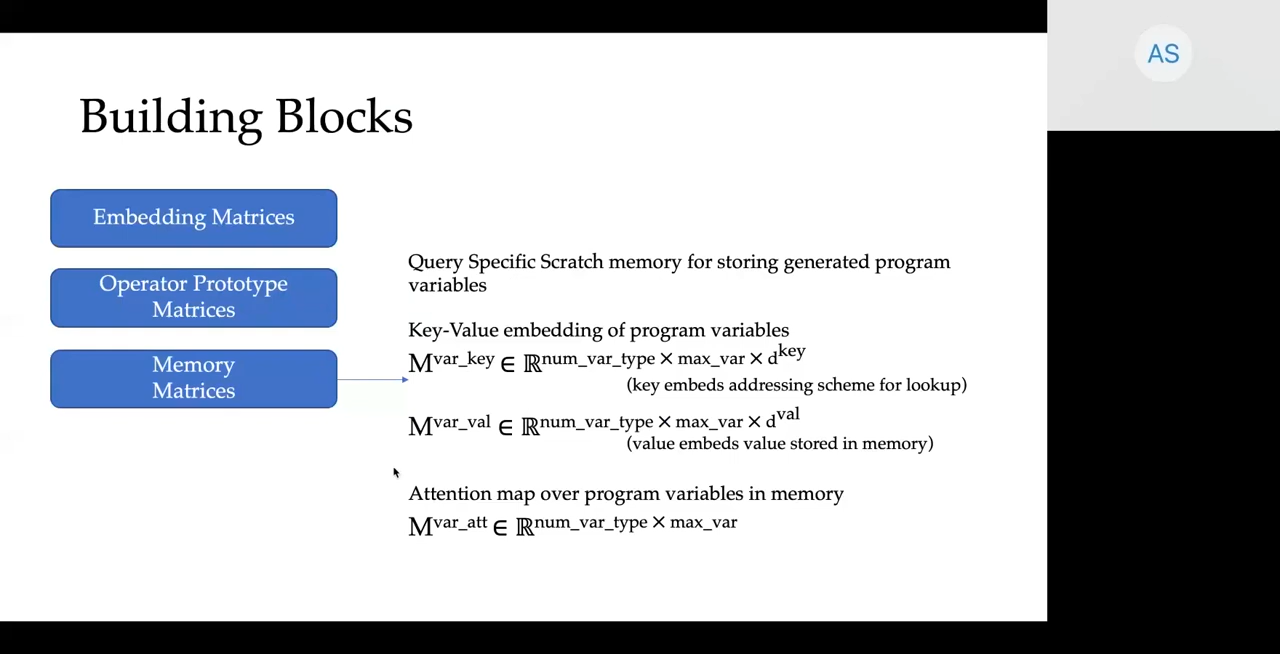 Building Blocks
Embedding Matrices
Operator Prototype
Matrices
Memory
Matrices
Query Specific Scratch memory for storing generated program
variables
Key-Value embedding of program variables
M^var_key ∈ ℝ^num_var_type × max_var × d^key
(key embeds addressing scheme for lookup)
M^var_val ∈ ℝ^num_var_type × max_var × d^val
(value embeds value stored in memory)
Attention map over program variables in memory
M^var_att ∈ ℝ^num_var_type × max_var
AS